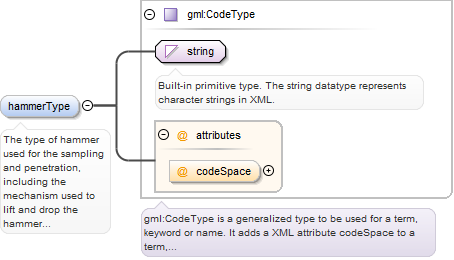 gml:CodeType
string
Built-in primitive type. The string datatype represents
character strings in XML.
hammerType
The type of hammer
used for the sampling
and penetration,
including the
mechanism used to
lift and drop the
hammer...
@ attributes
@ codeSpace
gml:CodeType is a generalized type to be used for a term,
keyword or name. It adds a XML attribute codeSpace to a
term,...